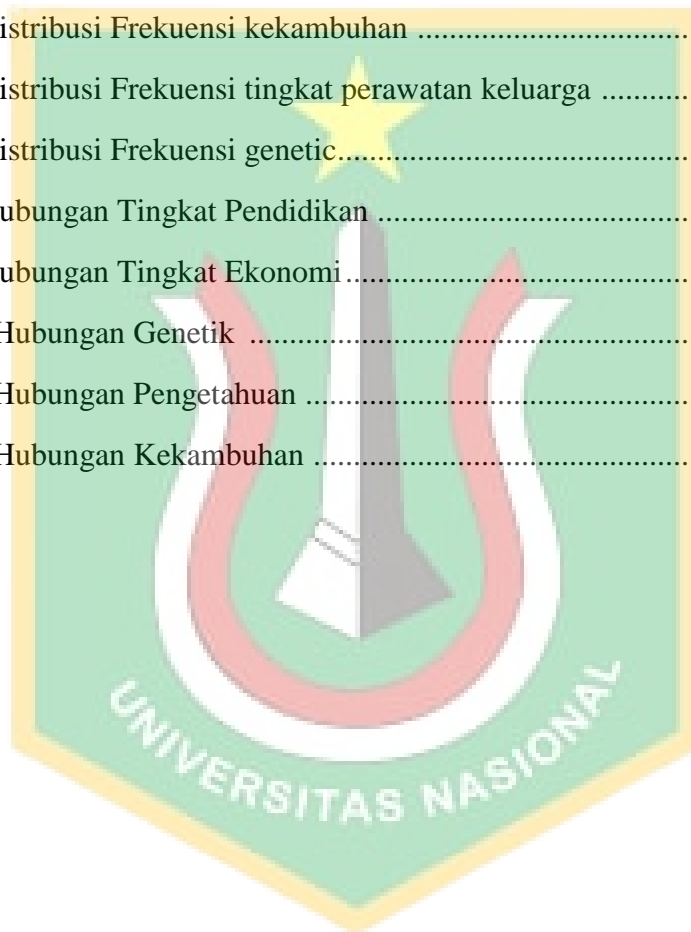 istribusi Frekuensi kekambuhan ..................................
istribusi Frekuensi tingkat perawatan keluarga ...........
istribusi Frekuensi genetic...........................................
ubungan Tingkat Pendidikan ......................................
ubungan Tingkat Ekonomi..........................................
Hubungan Genetik ......................................................
Hubungan Pengetahuan ...............................................
Hubungan Kekambuhan ..............................................
UNIVERSITAS NASIONAL